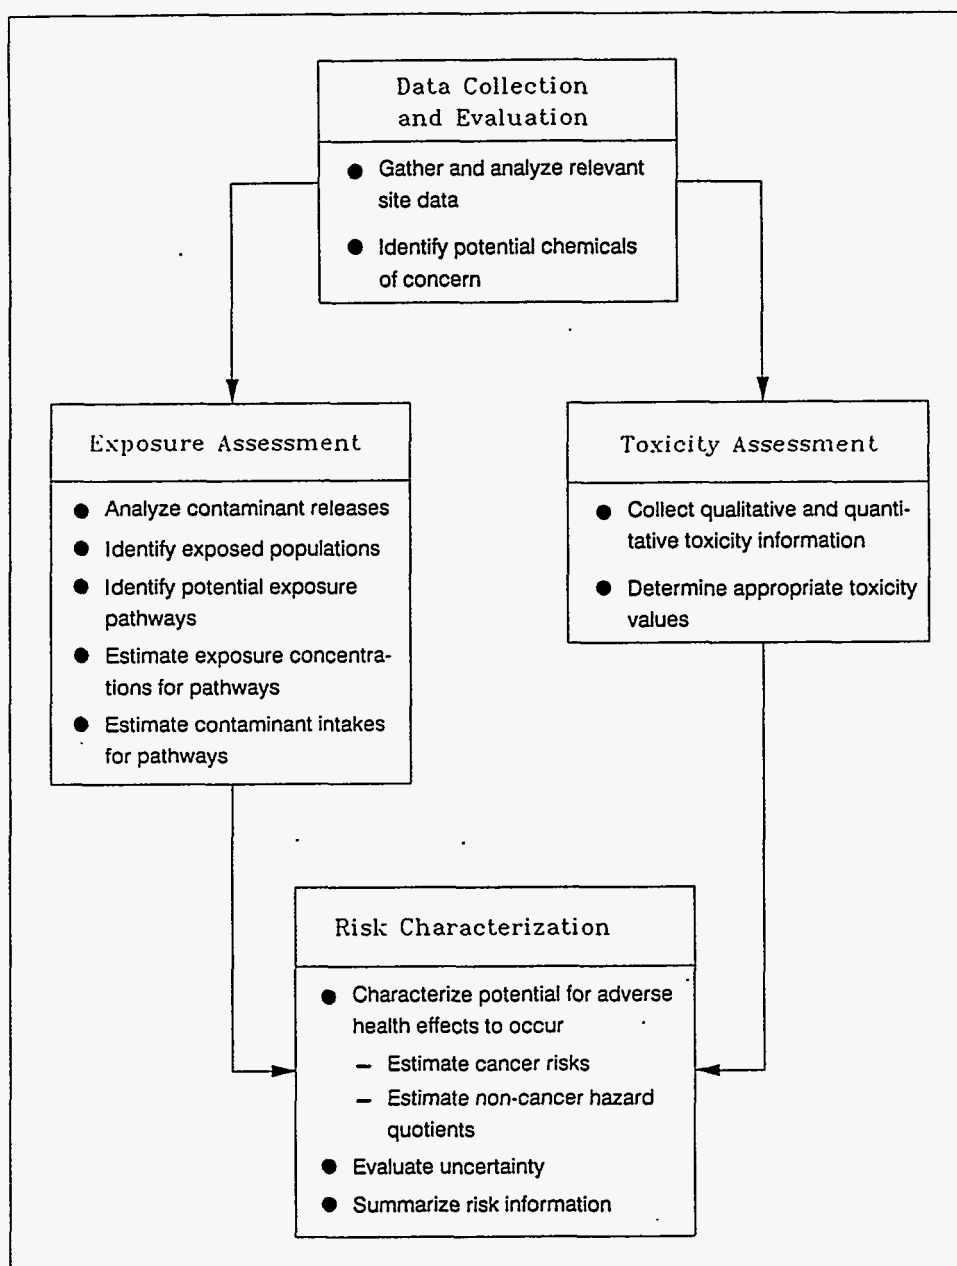 Data Collection
and Evaluation
● Gather and analyze relevant
site data
● Identify potential chemicals
of concern
Exposure Assessment
● Analyze contaminant releases
● Identify exposed populations
● Identify potential exposure
pathways
● Estimate exposure concentra-
tions for pathways
● Estimate contaminant intakes
for pathways
Toxicity Assessment
● Collect qualitative and quanti-
tative toxicity information
● Determine appropriate toxicity
values
Risk Characterization
● Characterize potential for adverse
health effects to occur
– Estimate cancer risks
– Estimate non-cancer hazard
quotients
● Evaluate uncertainty
● Summarize risk information